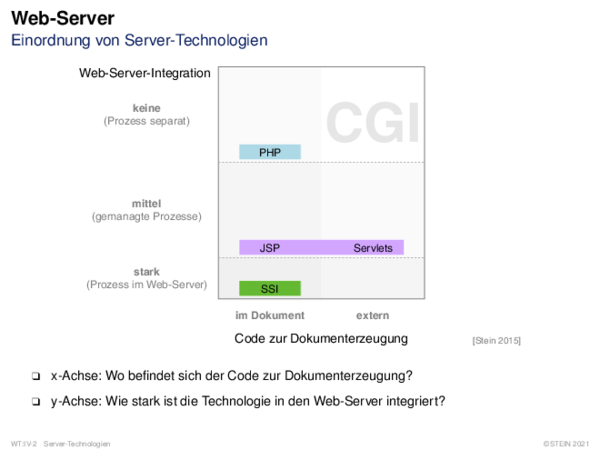 Web-Server
Einordnung von Server-Technologien
Web-Server-Integration
keine
(Prozess separat)
CGI
PHP
mittel
(gemanagte Prozesse)
JSP Servlets
stark
(Prozess im Web-Server)
SSI
im Dokument extern
Code zur Dokumenterzeugung
[Stein 2015]
❑ x-Achse: Wo befindet sich der Code zur Dokumenterzeugung?
❑ y-Achse: Wie stark ist die Technologie in den Web-Server integriert?
WT:IV-2 Server-Technologien ©STEIN 2021